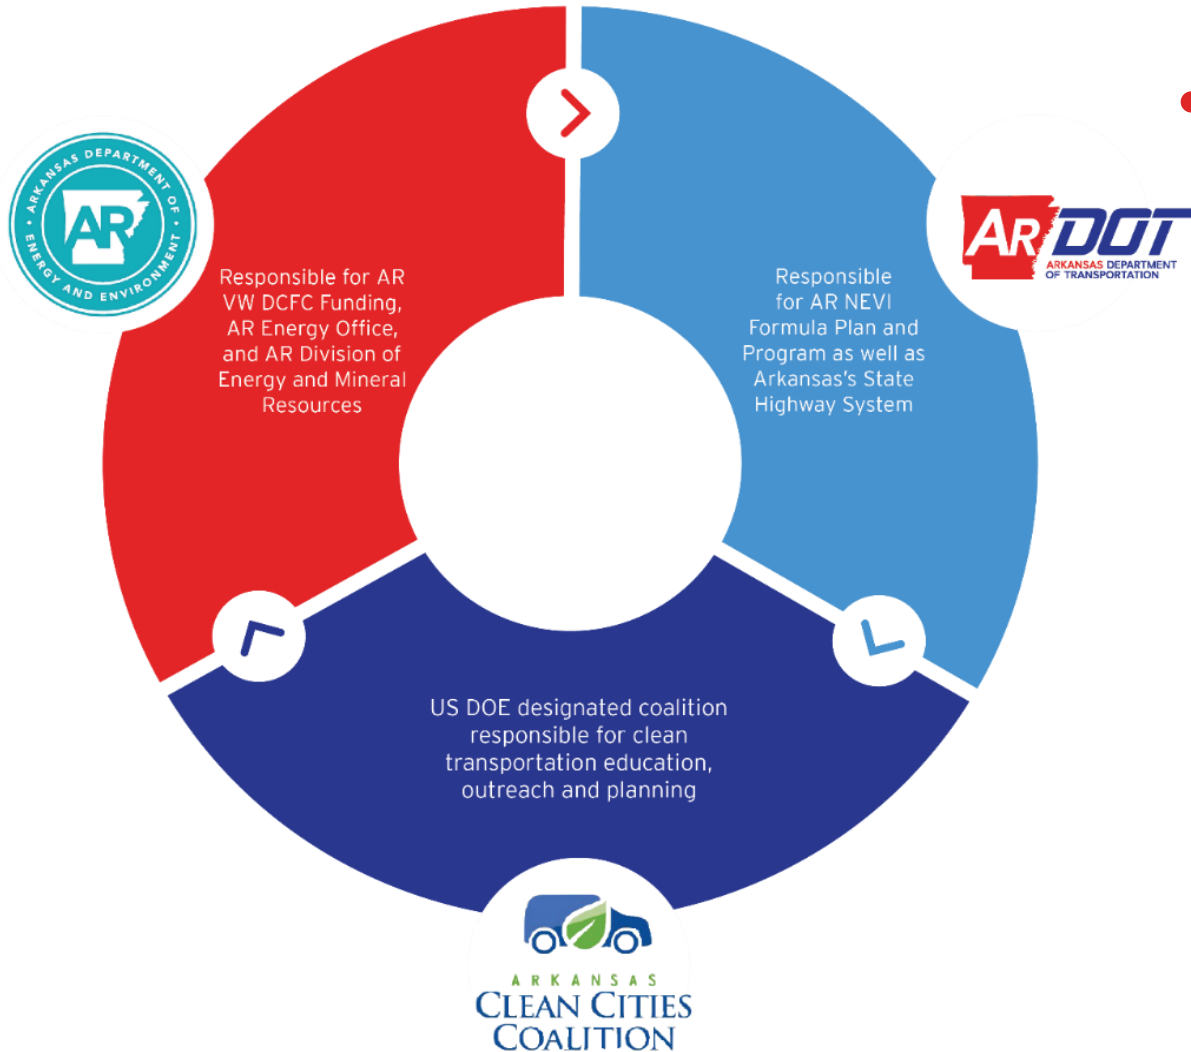 ARKANSAS DEPARTMENT OF
ENERGY AND ENVIRONMENT
AR
Responsible for AR
VW DCFC Funding,
AR Energy Office,
and AR Division of
Energy and Mineral
Resources
Responsible
for AR NEVI
Formula Plan and
Program as well as
Arkansas's State
Highway System
ARDOT
ARKANSAS DEPARTMENT
OF TRANSPORTATION
US DOE designated coalition
responsible for clean
transportation education,
outreach and planning
ARKANSAS
CLEAN CITIES
COALITION